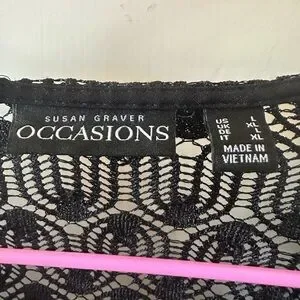 SUSAN GRAVER
OCCASIONS
US L
UK XL
DE L
IT XL
MADE IN
VIETNAM